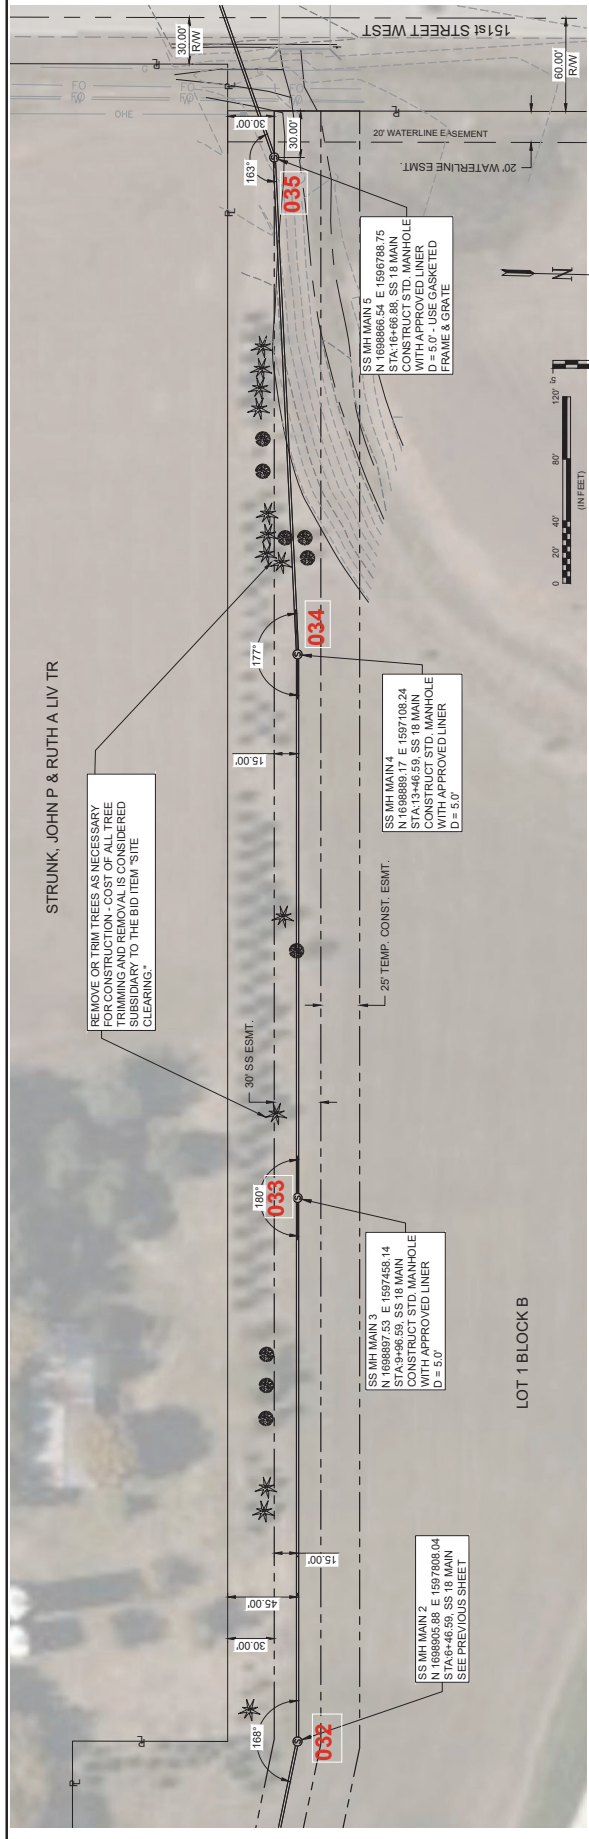 151st STREET WEST
30.00'
R/W
60.00'
R/W
FO
FO
W
W
G
OHE
20' WATERLINE EASEMENT
20' WATERLINE ESMT.
30.00'
30.00'
163°
035
SS MH MAIN 5
N 1698866.54 E 1596788.75
STA:16+66.88, SS 18 MAIN
CONSTRUCT STD. MANHOLE
WITH APPROVED LINER
D = 5.0' - USE GASKETED
FRAME & GRATE
N
0
20'
40'
80'
120'
(IN FEET)
S
034
177°
15.00'
SS MH MAIN 4
N 1698889.17 E 1597108.24
STA:13+46.59, SS 18 MAIN
CONSTRUCT STD. MANHOLE
WITH APPROVED LINER
D = 5.0'
STRUNK, JOHN P & RUTH A LIV TR
REMOVE OR TRIM TREES AS NECESSARY
FOR CONSTRUCTION - COST OF ALL TREE
TRIMMING AND REMOVAL IS CONSIDERED
SUBSIDIARY TO THE BID ITEM "SITE
CLEARING."
30' SS ESMT.
25' TEMP. CONST. ESMT.
180°
033
SS MH MAIN 3
N 1698897.53 E 1597458.14
STA:9+96.59, SS 18 MAIN
CONSTRUCT STD. MANHOLE
WITH APPROVED LINER
D = 5.0'
LOT 1 BLOCK B
15.00'
45.00'
30.00'
168°
032
SS MH MAIN 2
N 1698905.88 E 1597808.04
STA:6+46.59, SS 18 MAIN
SEE PREVIOUS SHEET